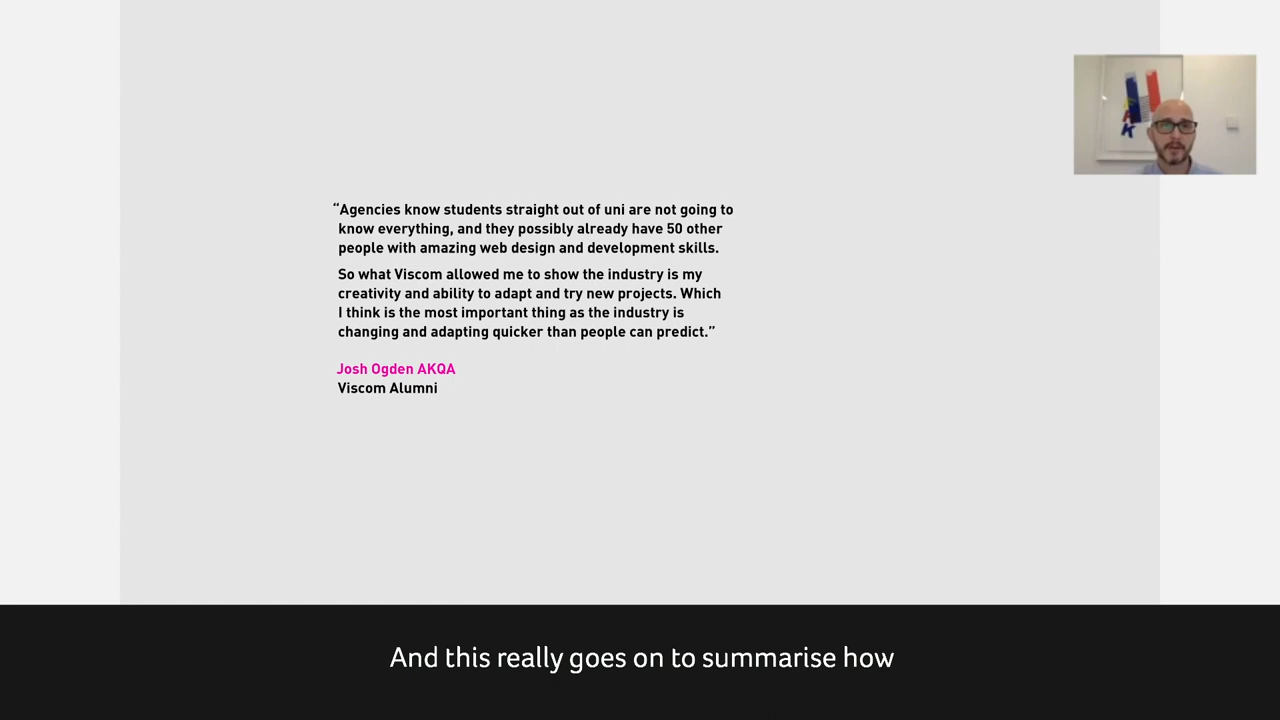 “Agencies know students straight out of uni are not going to
know everything, and they possibly already have 50 other
people with amazing web design and development skills.
So what Viscom allowed me to show the industry is my
creativity and ability to adapt and try new projects. Which
I think is the most important thing as the industry is
changing and adapting quicker than people can predict.”
Josh Ogden AKQA
Viscom Alumni
And this really goes on to summarise how